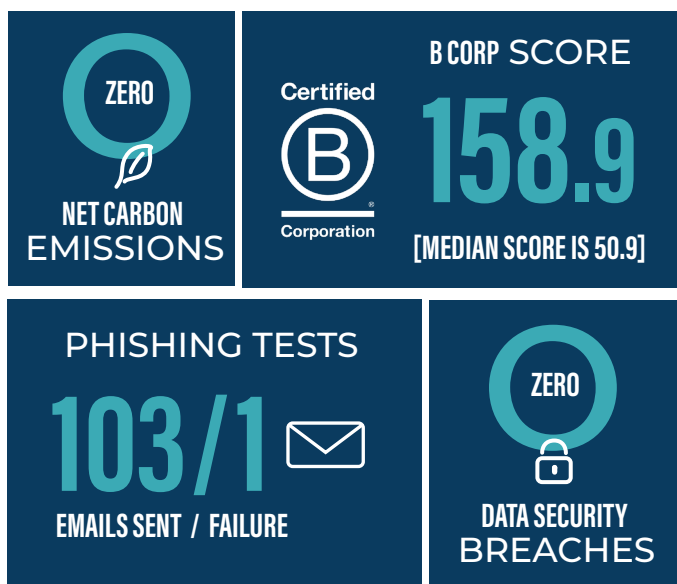 ZERO
NET CARBON
EMISSIONS
Certified
B
®
Corporation
B CORP SCORE
158.9
[MEDIAN SCORE IS 50.9]
PHISHING TESTS
103/1
EMAILS SENT / FAILURE
ZERO
DATA SECURITY
BREACHES